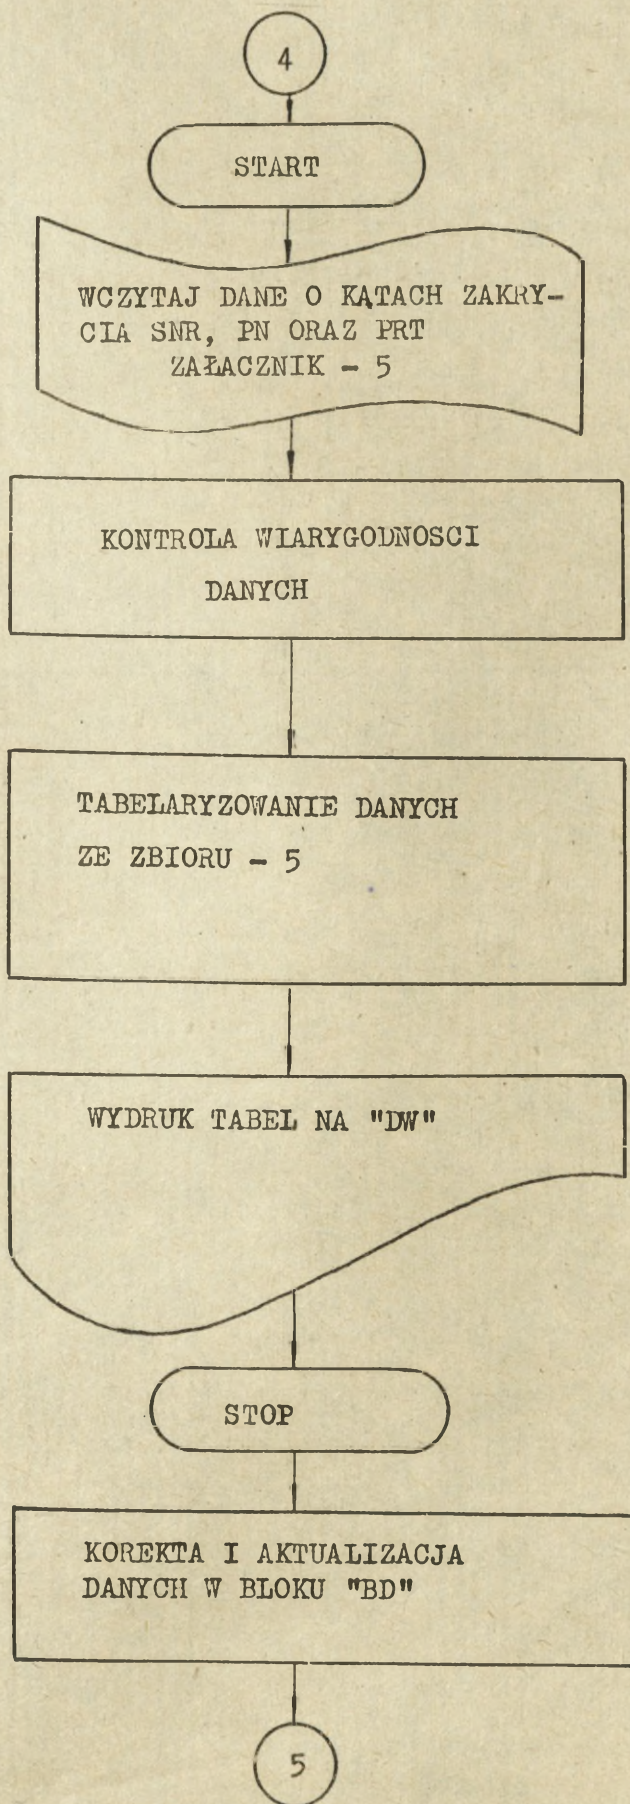 4
START
WCZYTAJ DANE O KĄTACH ZAKRY-
CIA SNR, PN ORAZ PRT
ZAŁACZNIK - 5
KONTROLA WIARYGODNOSCI
DANYCH
TABELARYZOWANIE DANYCH
ZE ZBIORU - 5
WYDRUK TABEL NA "DW"
STOP
KOREKTA I AKTUALIZACJA
DANYCH W BLOKU "BD"
5